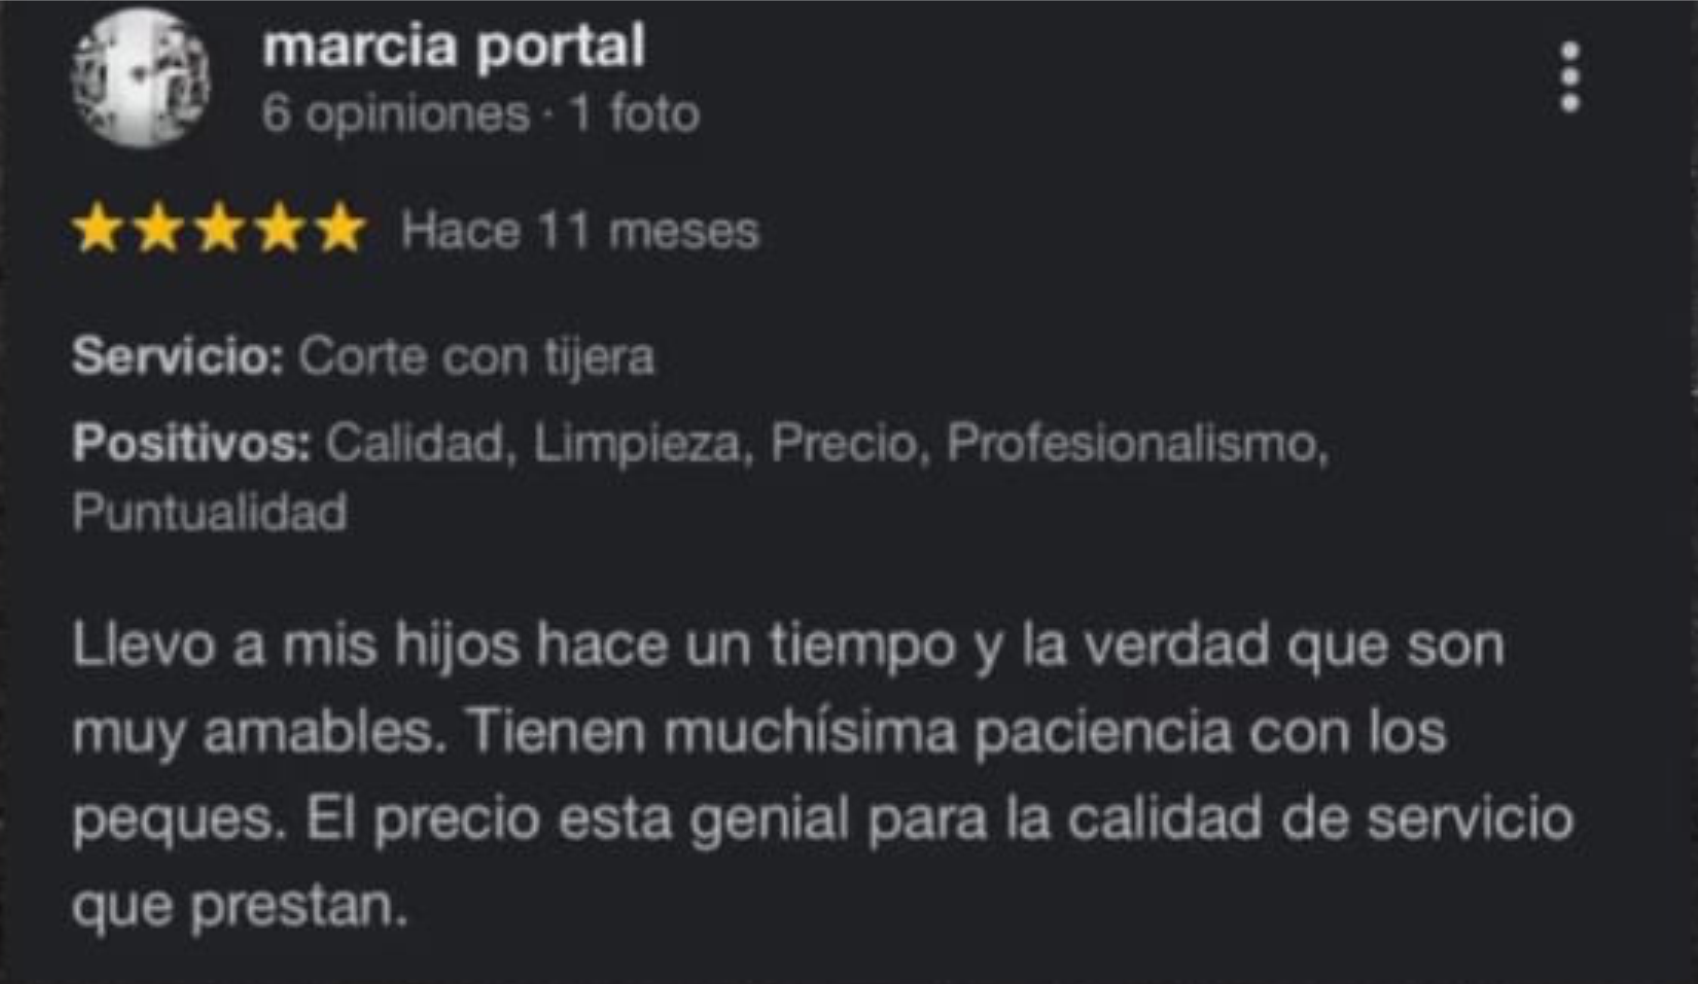 marcia portal
6 opiniones · 1 foto
★★★★★ Hace 11 meses
Servicio: Corte con tijera
Positivos: Calidad, Limpieza, Precio, Profesionalismo,
Puntualidad
Llevo a mis hijos hace un tiempo y la verdad que son
muy amables. Tienen muchísima paciencia con los
peques. El precio esta genial para la calidad de servicio
que prestan.